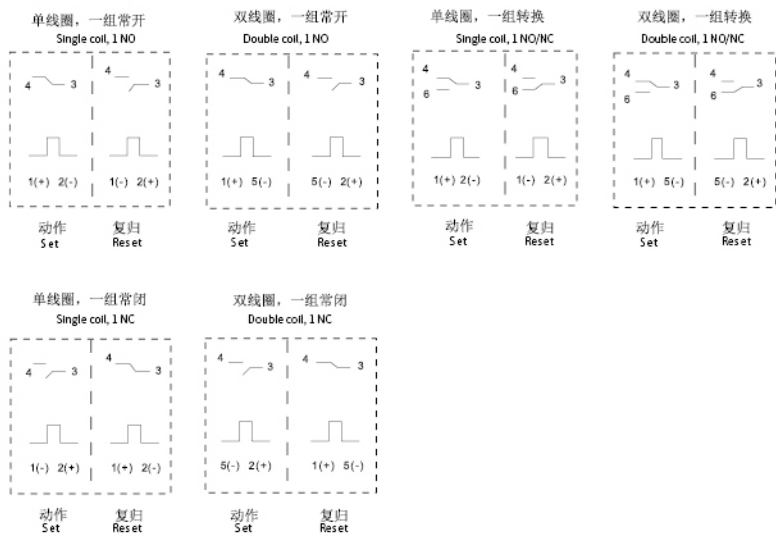 单线圈，一组常开
Single coil, 1 NO
4 3 4 3
1(+) 2(-) 1(-) 2(+)
动作 复归
Set Reset
双线圈，一组常开
Double coil, 1 NO
4 3 4 3
1(+) 5(-) 5(-) 2(+)
动作 复归
Set Reset
单线圈，一组转换
Single coil, 1 NO/NC
4 3 4 3
6 6
1(+) 2(-) 1(-) 2(+)
动作 复归
Set Reset
双线圈，一组转换
Double coil, 1 NO/NC
4 3 4 3
6 6
1(+) 5(-) 5(-) 2(+)
动作 复归
Set Reset
单线圈，一组常闭
Single coil, 1 NC
4 3 4 3
1(-) 2(+) 1(+) 2(-)
动作 复归
Set Reset
双线圈，一组常闭
Double coil, 1 NC
4 3 4 3
5(-) 2(+) 1(+) 5(-)
动作 复归
Set Reset